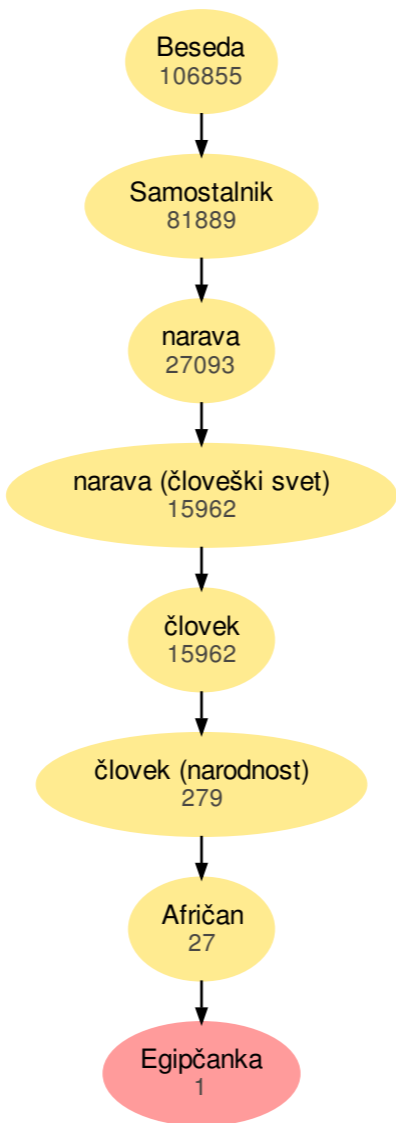 Beseda
106855
Samostalnik
81889
narava
27093
narava (človeški svet)
15962
človek
15962
človek (narodnost)
279
Afričan
27
Egipčanka
1